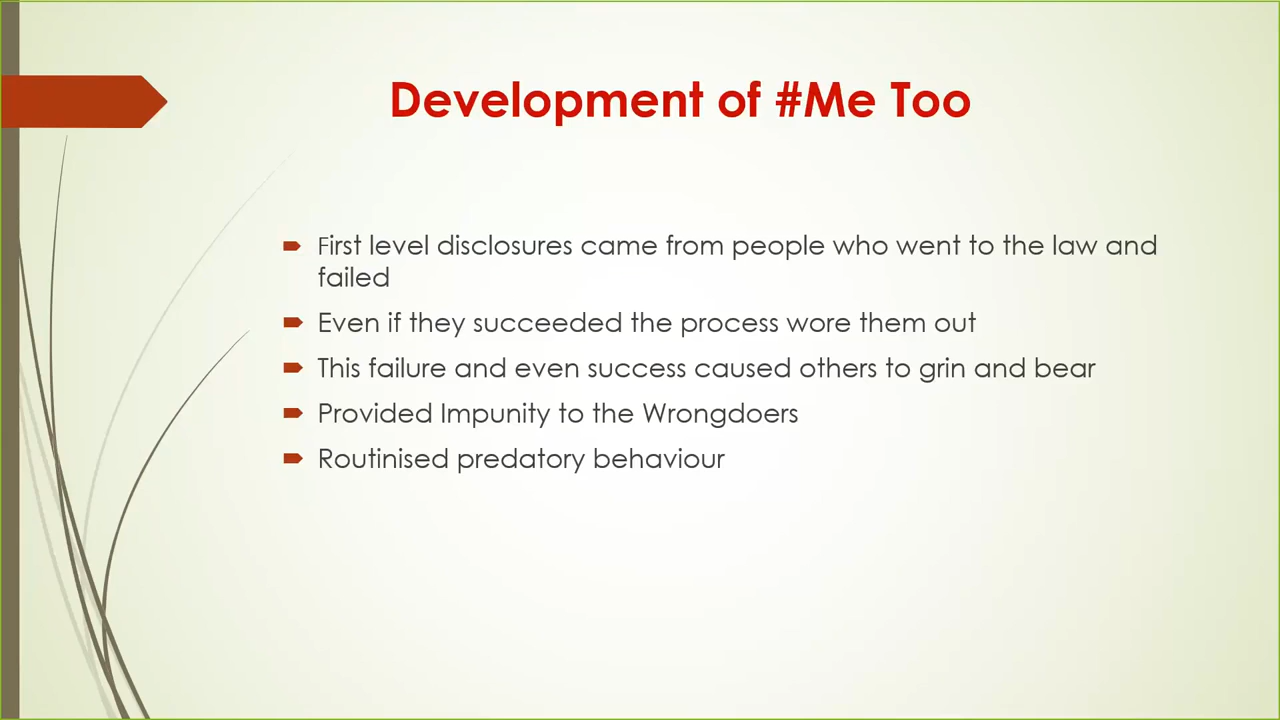 Development of #Me Too
First level disclosures came from people who went to the law and
failed
Even if they succeeded the process wore them out
This failure and even success caused others to grin and bear
Provided Impunity to the Wrongdoers
Routinised predatory behaviour